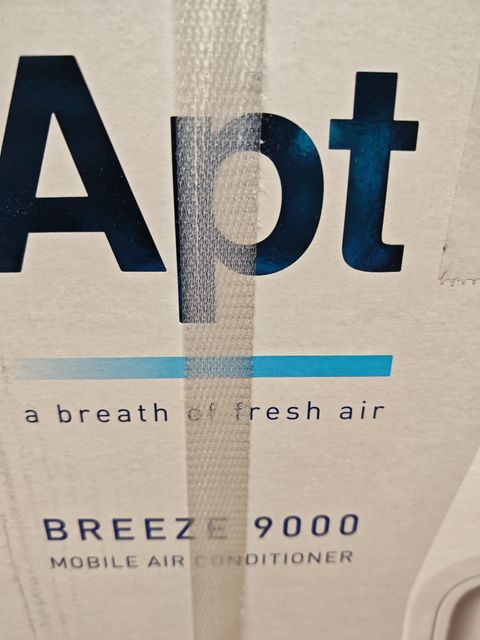 Apt
a breath of fresh air
BREEZE 9000
MOBILE AIR CONDITIONER